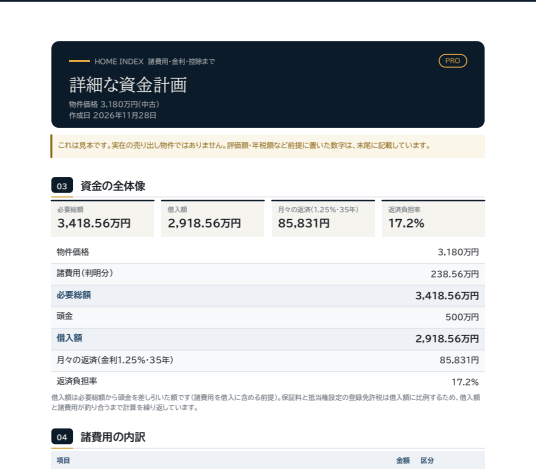 HOME INDEX 諸費用・金利・控除まで
PRO
詳細な資金計画
物件価格 3,180万円(中古)
作成日 2026年11月28日
これは見本です。実在の売り出し物件ではありません。評価額・年税額など前提に置いた数字は、末尾に記載しています。
03 資金の全体像
必要総額 借入額 月々の返済(1.25%・35年) 返済負担率
3,418.56万円 2,918.56万円 85,831円 17.2%
物件価格 3,180万円
諸費用(判明分) 238.56万円
必要総額 3,418.56万円
頭金 500万円
借入額 2,918.56万円
月々の返済(金利1.25%・35年) 85,831円
返済負担率 17.2%
借入額は必要総額から頭金を差し引いた額です(諸費用を借入に含める前提)。保証料と抵当権設定の登録免許税は借入額に比例するため、借入額
と諸費用が釣り合うまで計算を繰り返しています。
04 諸費用の内訳
項目 金額 区分